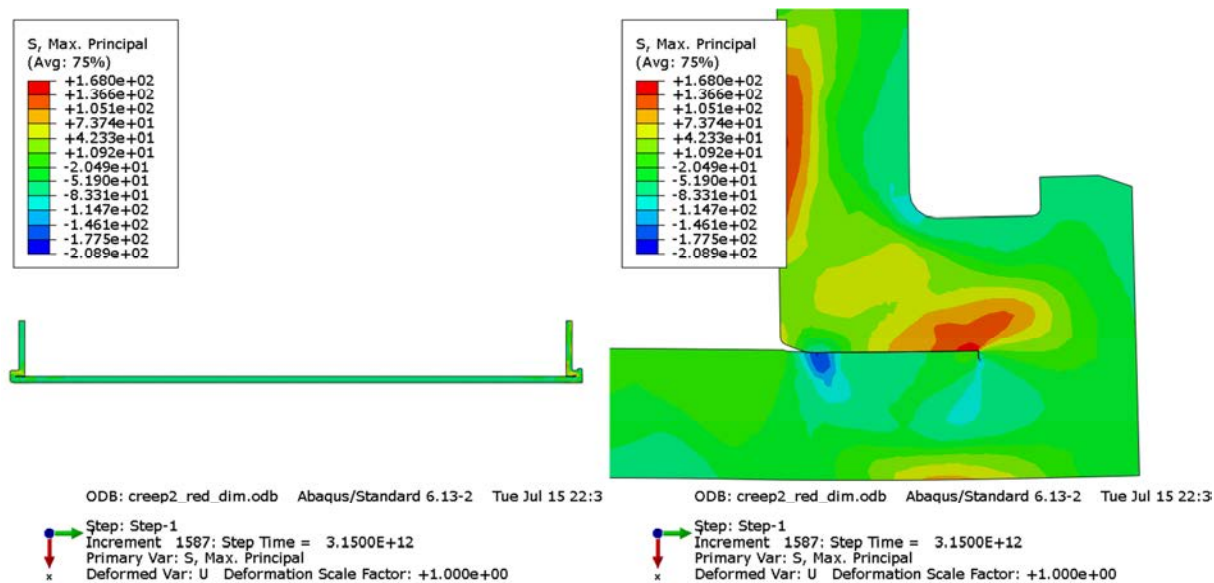 S, Max. Principal
(Avg: 75%)
+1.680e+02
+1.366e+02
+1.051e+02
+7.374e+01
+4.233e+01
+1.092e+01
-2.049e+01
-5.190e+01
-8.331e+01
-1.147e+02
-1.461e+02
-1.775e+02
-2.089e+02
ODB: creep2_red_dim.odb Abaqus/Standard 6.13-2 Tue Jul 15 22:3
Step: Step-1
Increment 1587: Step Time = 3.1500E+12
Primary Var: S, Max. Principal
x Deformed Var: U Deformation Scale Factor: +1.000e+00
S, Max. Principal
(Avg: 75%)
+1.680e+02
+1.366e+02
+1.051e+02
+7.374e+01
+4.233e+01
+1.092e+01
-2.049e+01
-5.190e+01
-8.331e+01
-1.147e+02
-1.461e+02
-1.775e+02
-2.089e+02
ODB: creep2_red_dim.odb Abaqus/Standard 6.13-2 Tue Jul 15 22:3
Step: Step-1
Increment 1587: Step Time = 3.1500E+12
Primary Var: S, Max. Principal
x Deformed Var: U Deformation Scale Factor: +1.000e+00